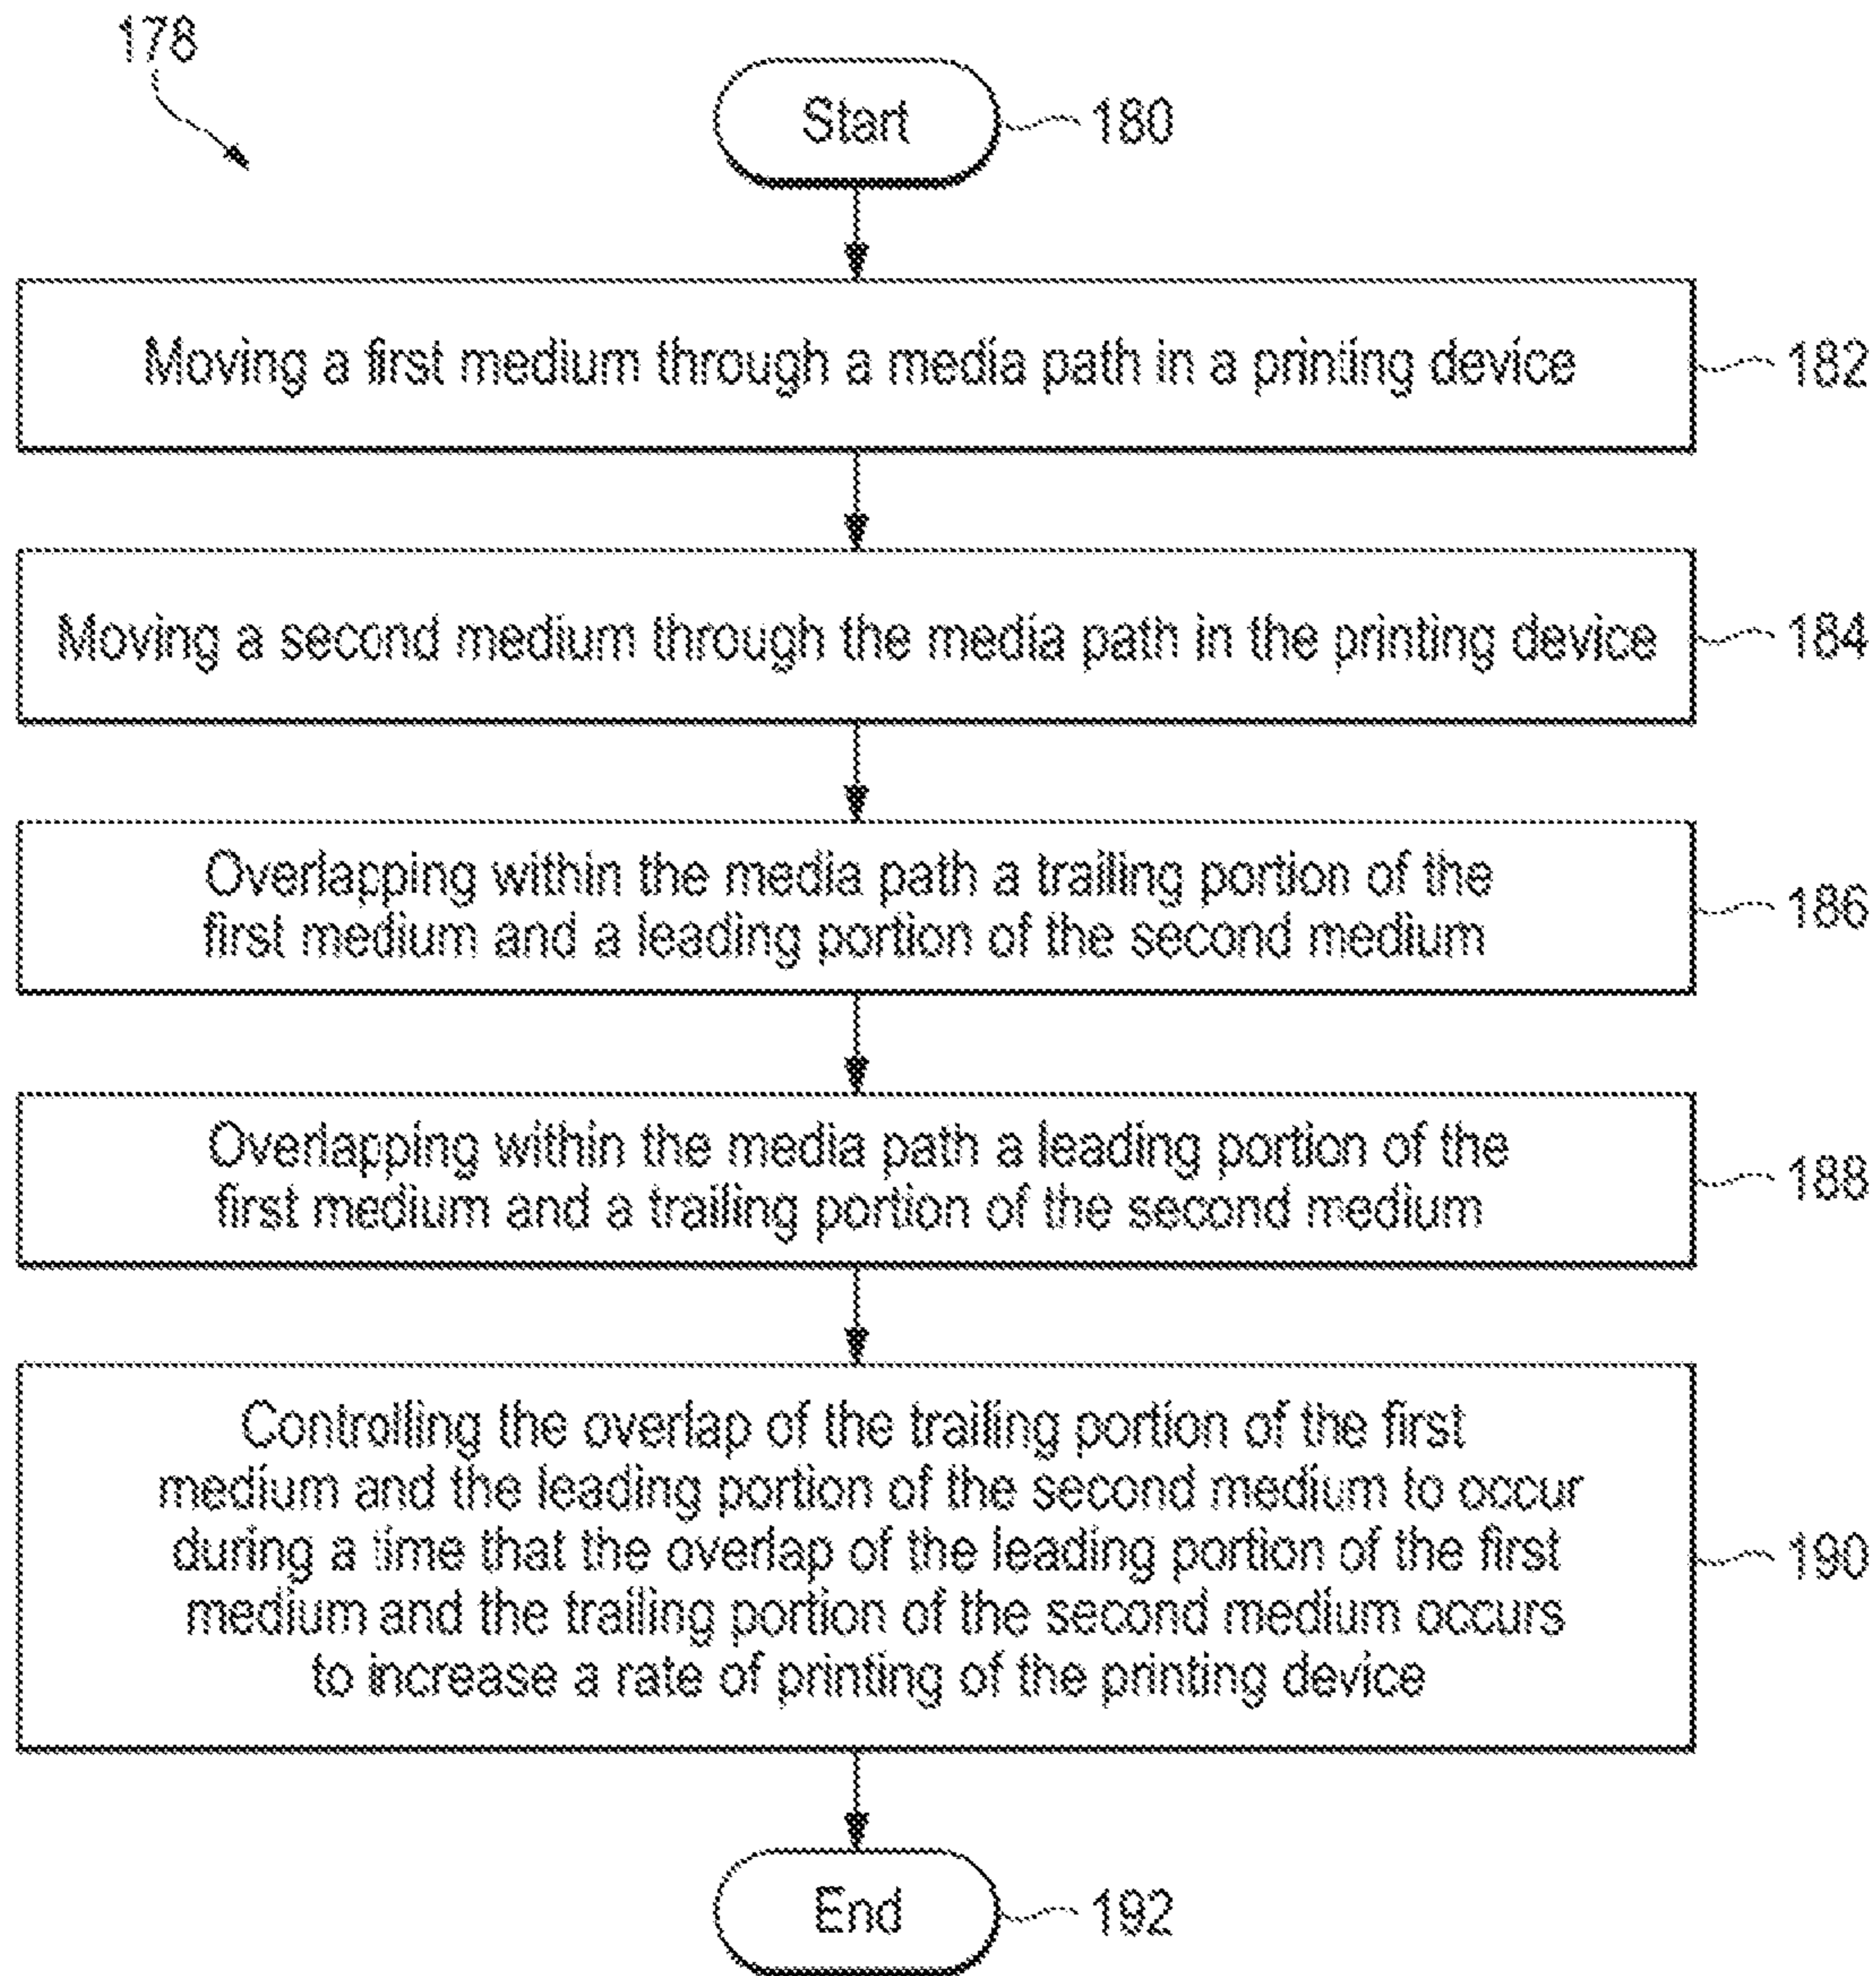 178
Start
180
Moving a first medium through a media path in a printing device
182
Moving a second medium through the media path in the printing device
184
Overlapping within the media path a trailing portion of the
first medium and a leading portion of the second medium
186
Overlapping within the media path a leading portion of the
first medium and a trailing portion of the second medium
188
Controlling the overlap of the trailing portion of the first
medium and the leading portion of the second medium to occur
during a time that the overlap of the leading portion of the first
medium and the trailing portion of the second medium occurs
to increase a rate of printing of the printing device
190
End
192